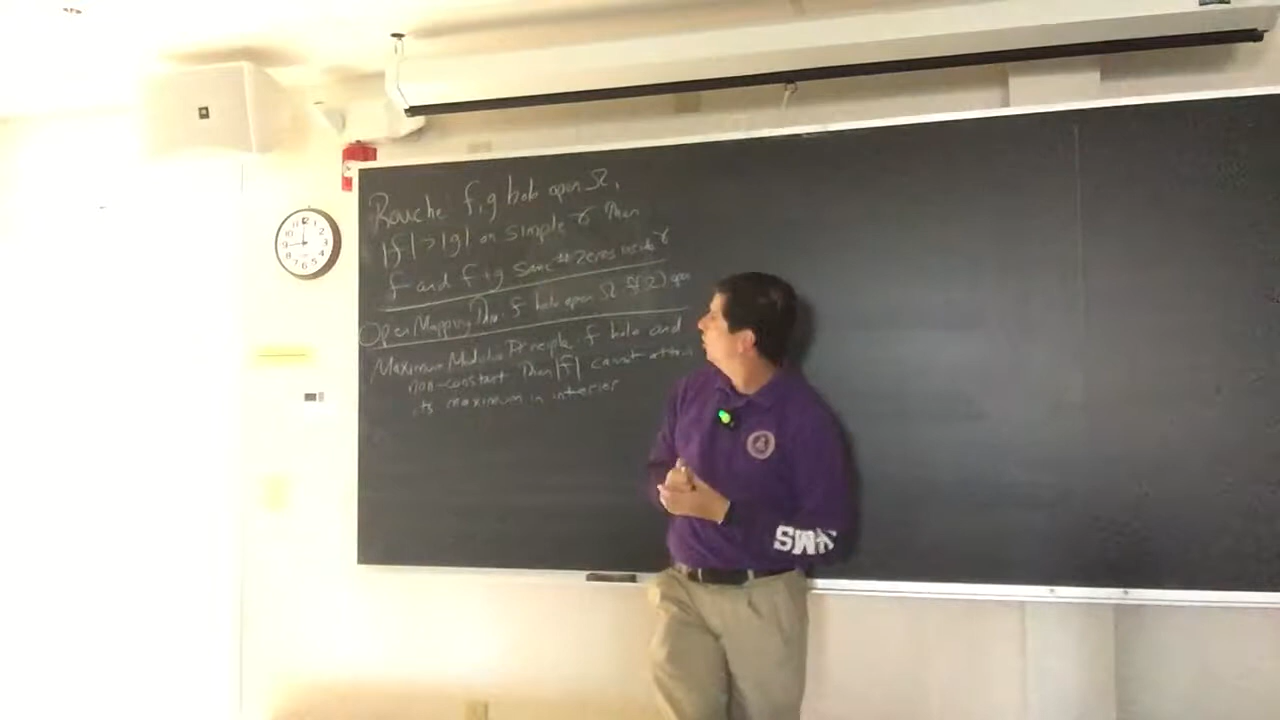 Rouche: f, g holo open Ω,
|f| > |g| on simple γ Then
f and f+g same # zeros inside γ
Open Mapping Thm: f holo open Ω f(Ω) open
Maximum Modulus Principle f holo and
non-constant Then |f| cannot attain
its maximum in interior
SWK